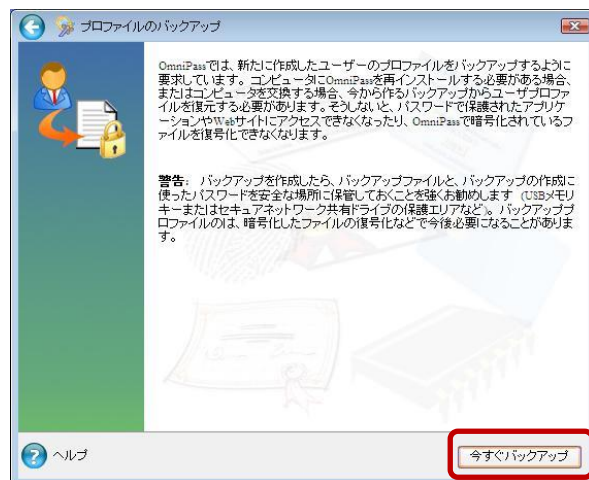 プロファイルのバックアップ
OmniPassでは、新たに作成したユーザーのプロファイルをバックアップするように
要求しています。コンピュータにOmniPassを再インストールする必要がある場合、
またはコンピュータを交換する場合、今から作るバックアップからユーザプロファ
イルを復元する必要があります。そうしないと、パスワードで保護されたアプリケ
ーションやWebサイトにアクセスできなくなったり、OmniPassで暗号化されているフ
ァイルを復号化できなくなります。
警告： バックアップを作成したら、バックアップファイルと、バックアップの作成に
使ったパスワードを安全な場所に保管しておくことを強くお勧めします (USBメモリ
キーまたはセキュアネットワーク共有ドライブの保護エリアなど)。バックアッププ
ロファイルのは、暗号化したファイルの復号化などで今後必要になることがありま
す。
ヘルプ
今すぐバックアップ